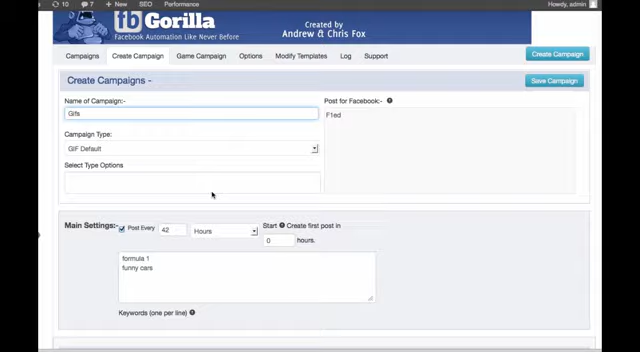 10 7 + New SEO Performance Howdy, admin
fb Gorilla
Facebook Automation Like Never Before
Created by
Andrew & Chris Fox
Campaigns Create Campaign Game Campaign Options Modify Templates Log Support Create Campaign
Create Campaigns - Save Campaign
Name of Campaign:- Post for Facebook:-
Gifs
F1ed
Campaign Type:
GIF Default
Select Type Options
Main Settings:- Post Every 42 Hours Start Create first post in
0 hours.
formula 1
funny cars
Keywords (one per line)